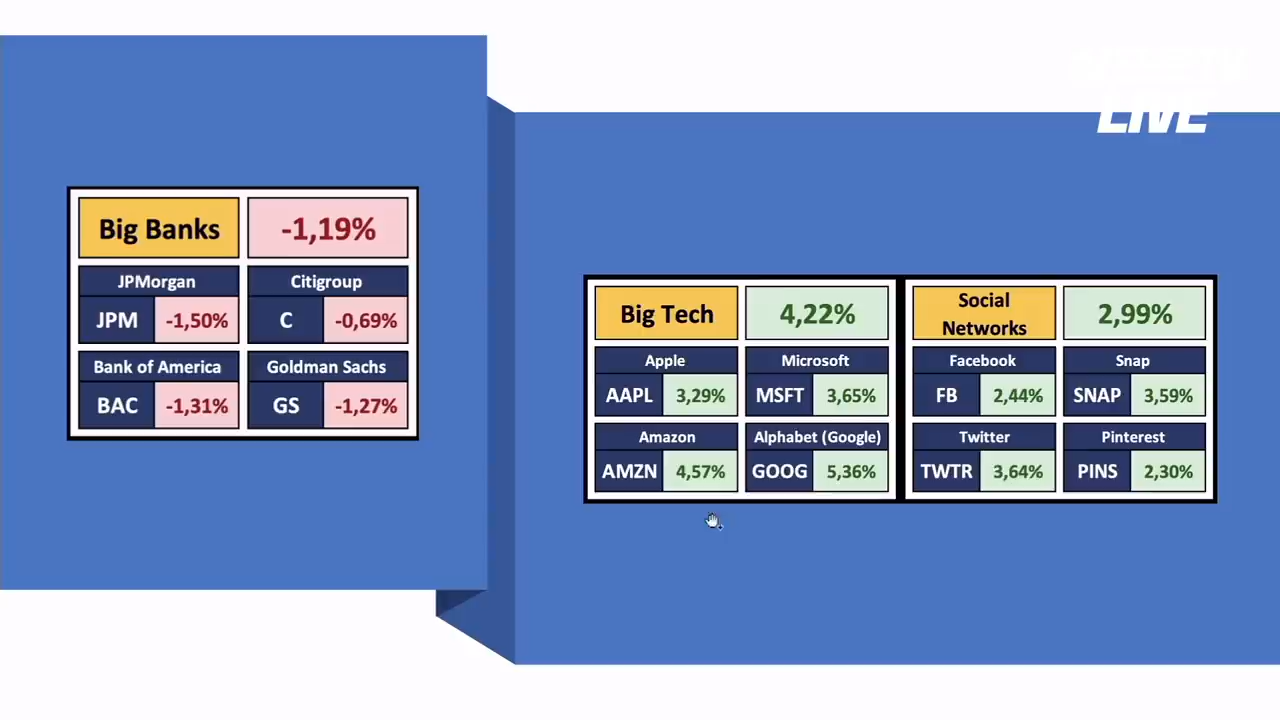 LIVE
Big Banks -1,19%
JPMorgan Citigroup
JPM -1,50% C -0,69%
Bank of America Goldman Sachs
BAC -1,31% GS -1,27%
Big Tech 4,22%
Apple Microsoft
AAPL 3,29% MSFT 3,65%
Amazon Alphabet (Google)
AMZN 4,57% GOOG 5,36%
Social
Networks 2,99%
Facebook Snap
FB 2,44% SNAP 3,59%
Twitter Pinterest
TWTR 3,64% PINS 2,30%